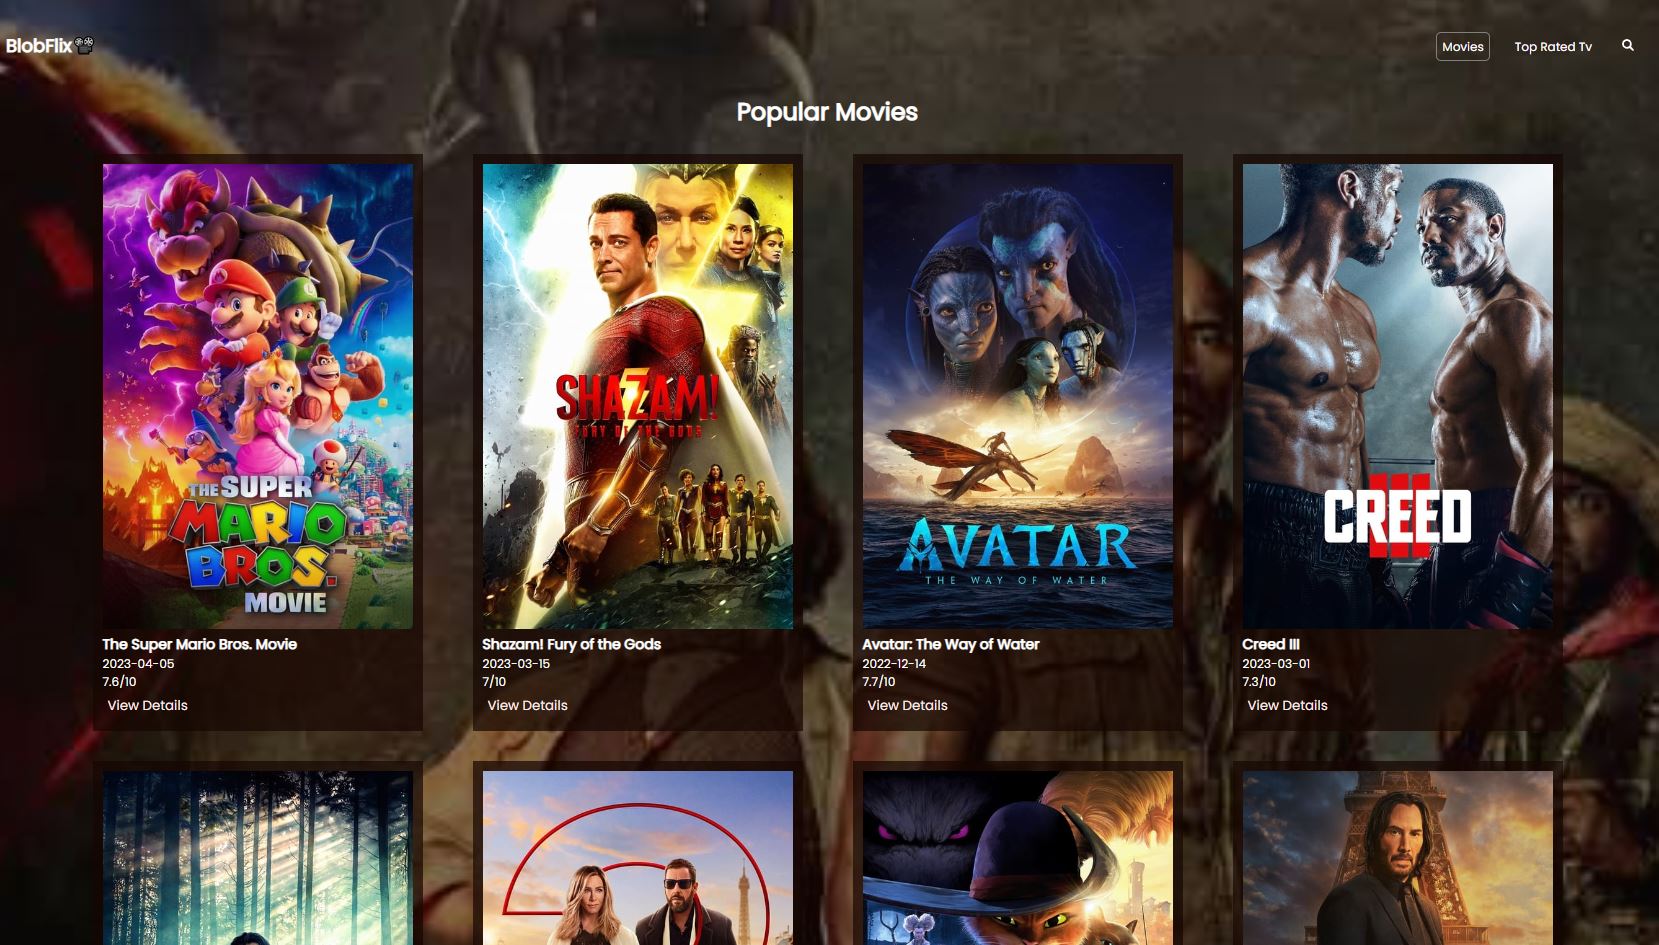 BlobFlix
Movies
Top Rated Tv
Popular Movies
THE SUPER
MARIO
BROS.
MOVIE
SHAZAM!
FURY OF THE GODS
AVATAR
THE WAY OF WATER
III
CREED
The Super Mario Bros. Movie
2023-04-05
7.6/10
View Details
Shazam! Fury of the Gods
2023-03-15
7/10
View Details
Avatar: The Way of Water
2022-12-14
7.7/10
View Details
Creed III
2023-03-01
7.3/10
View Details